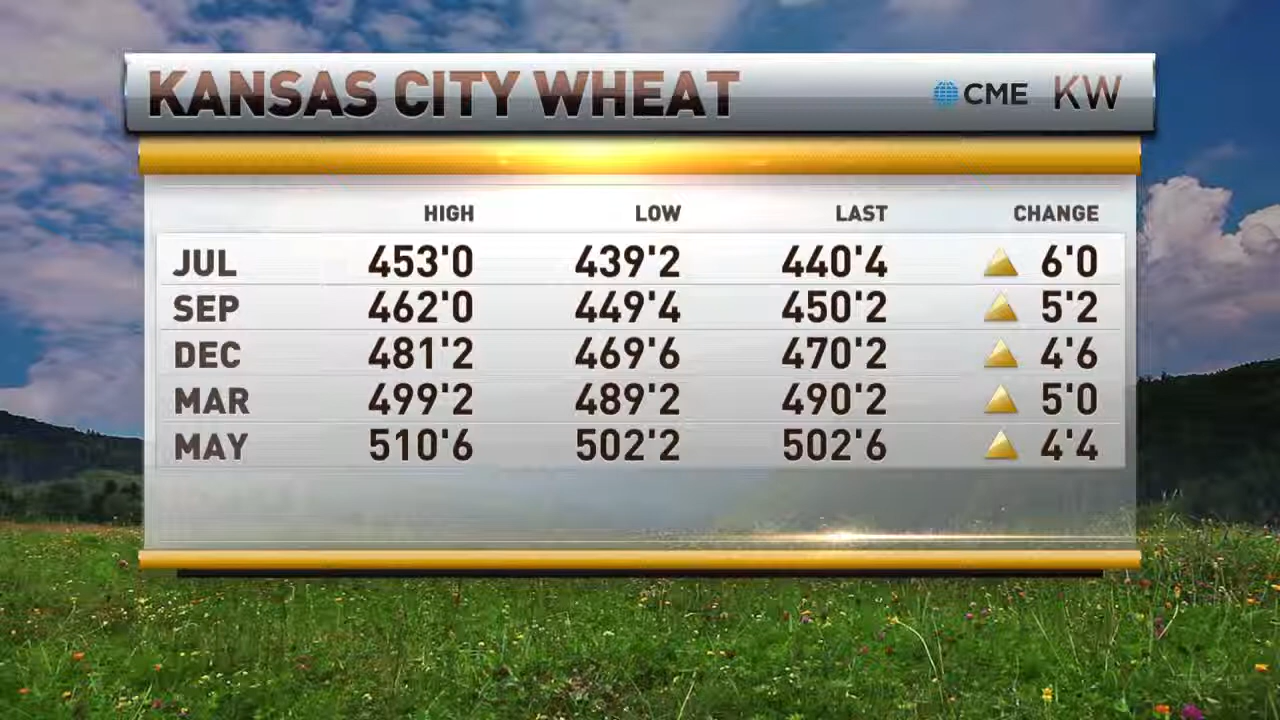 KANSAS CITY WHEAT CME KW
HIGH LOW LAST CHANGE
JUL 453'0 439'2 440'4 6'0
SEP 462'0 449'4 450'2 5'2
DEC 481'2 469'6 470'2 4'6
MAR 499'2 489'2 490'2 5'0
MAY 510'6 502'2 502'6 4'4